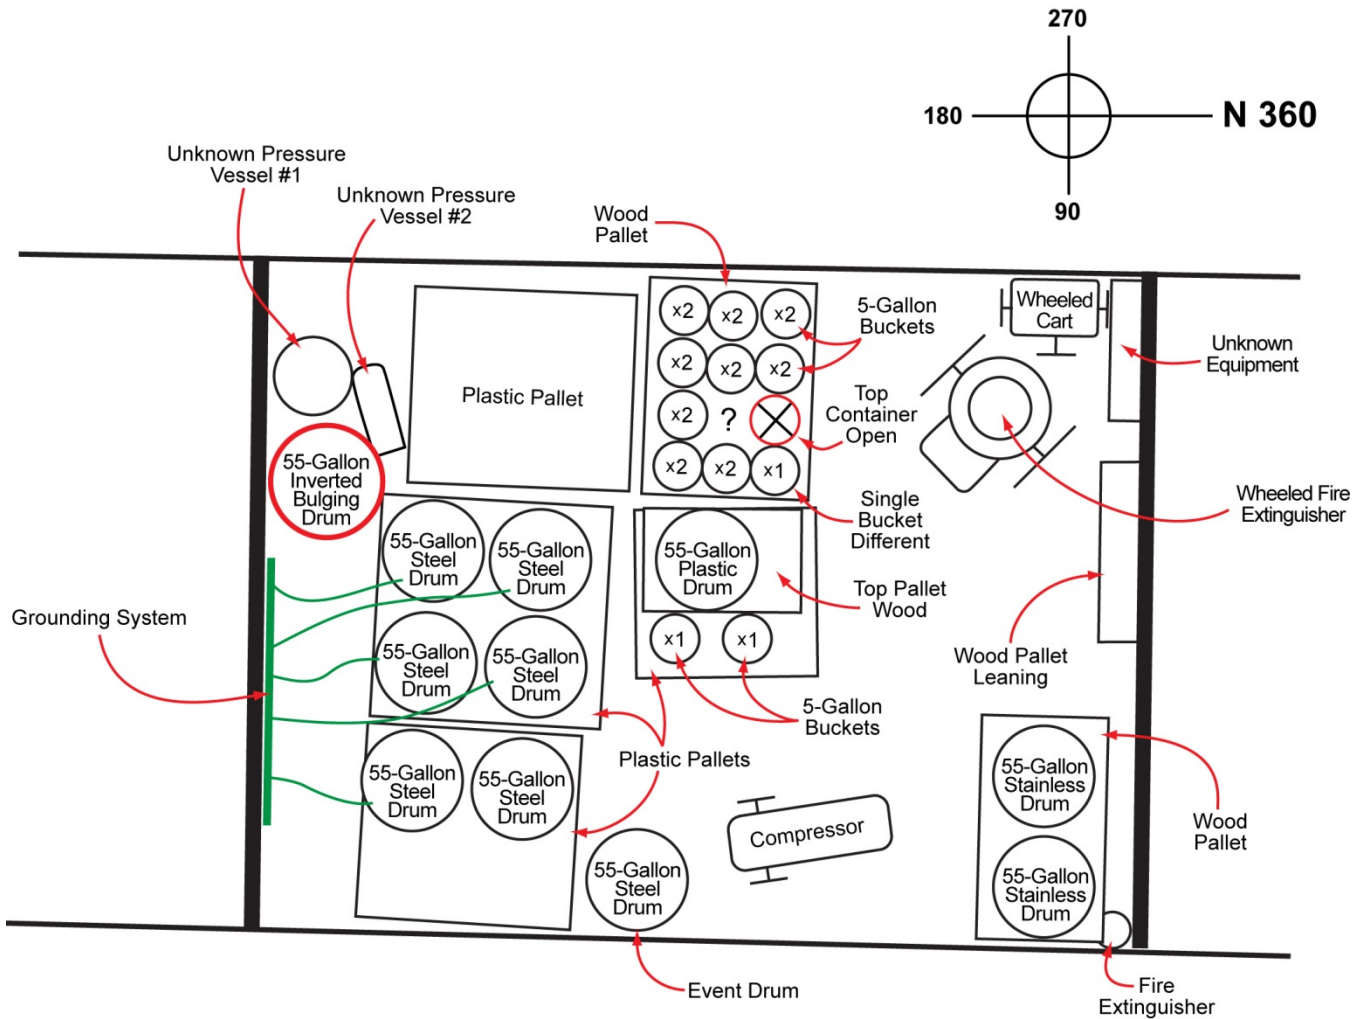 270
180
N 360
90
Unknown Pressure
Vessel #1
Unknown Pressure
Vessel #2
Wood
Pallet
x2
x2
x2
5-Gallon
Buckets
Wheeled
Cart
Unknown
Equipment
x2
x2
x2
Plastic Pallet
Top
Container
Open
x2
?
55-Gallon
Inverted
Bulging
Drum
x2
x2
x1
Single
Bucket
Different
Wheeled Fire
Extinguisher
55-Gallon
Steel
Drum
55-Gallon
Steel
Drum
55-Gallon
Plastic
Drum
Top Pallet
Wood
Grounding System
55-Gallon
Steel
Drum
55-Gallon
Steel
Drum
x1
x1
Wood Pallet
Leaning
5-Gallon
Buckets
Plastic Pallets
55-Gallon
Steel
Drum
55-Gallon
Steel
Drum
55-Gallon
Stainless
Drum
Compressor
Wood
Pallet
55-Gallon
Steel
Drum
55-Gallon
Stainless
Drum
Event Drum
Fire
Extinguisher